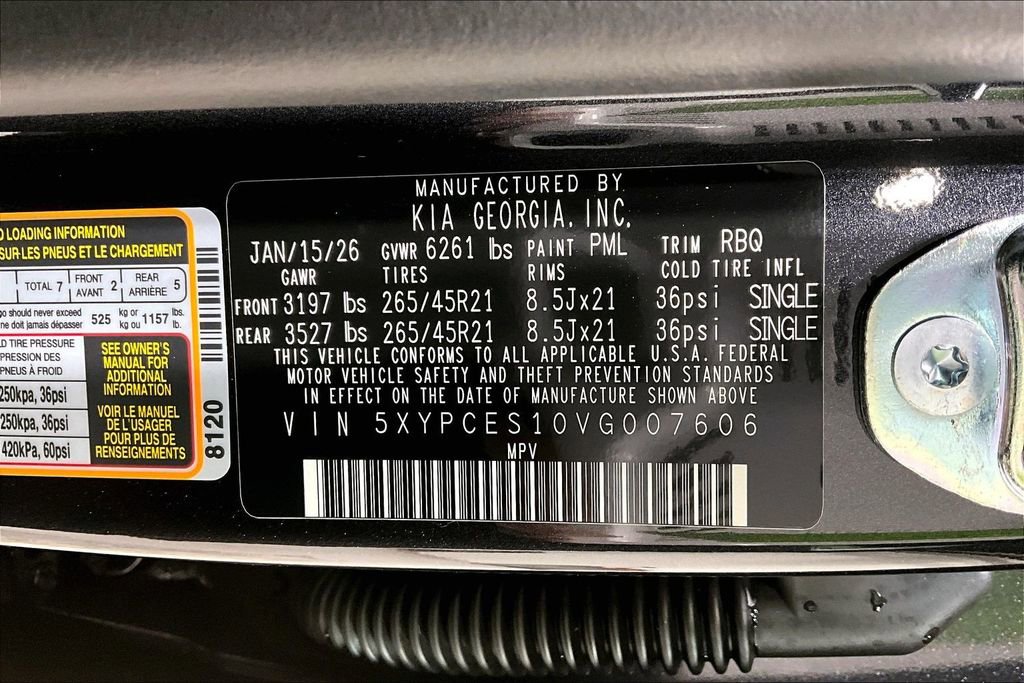 LOADING INFORMATION
SUR LES PNEUS ET LE CHARGEMENT
TOTAL 7 FRONT AVANT 2 REAR ARRIÈRE 5
go should never exceed
ne doit jamais dépasser 525 kg or kg ou 1157 lbs. lb.
TIRE PRESSURE
PRESSION DES
PNEUS À FROID
250kpa, 36psi
250kpa, 36psi
420kPa, 60psi
SEE OWNER'S
MANUAL FOR
ADDITIONAL
INFORMATION
VOIR LE MANUEL
DE L'USAGER
POUR PLUS DE
RENSEIGNEMENTS
8120
MANUFACTURED BY
KIA GEORGIA, INC.
JAN/15/26 GVWR 6261 lbs PAINT PML TRIM RBQ
GAWR TIRES RIMS COLD TIRE INFL
FRONT 3197 lbs 265/45R21 8.5Jx21 36psi SINGLE
REAR 3527 lbs 265/45R21 8.5Jx21 36psi SINGLE
THIS VEHICLE CONFORMS TO ALL APPLICABLE U.S.A. FEDERAL
MOTOR VEHICLE SAFETY AND THEFT PREVENTION STANDARDS
IN EFFECT ON THE DATE OF MANUFACTURE SHOWN ABOVE
VIN 5XYPCES10VG007606
MPV